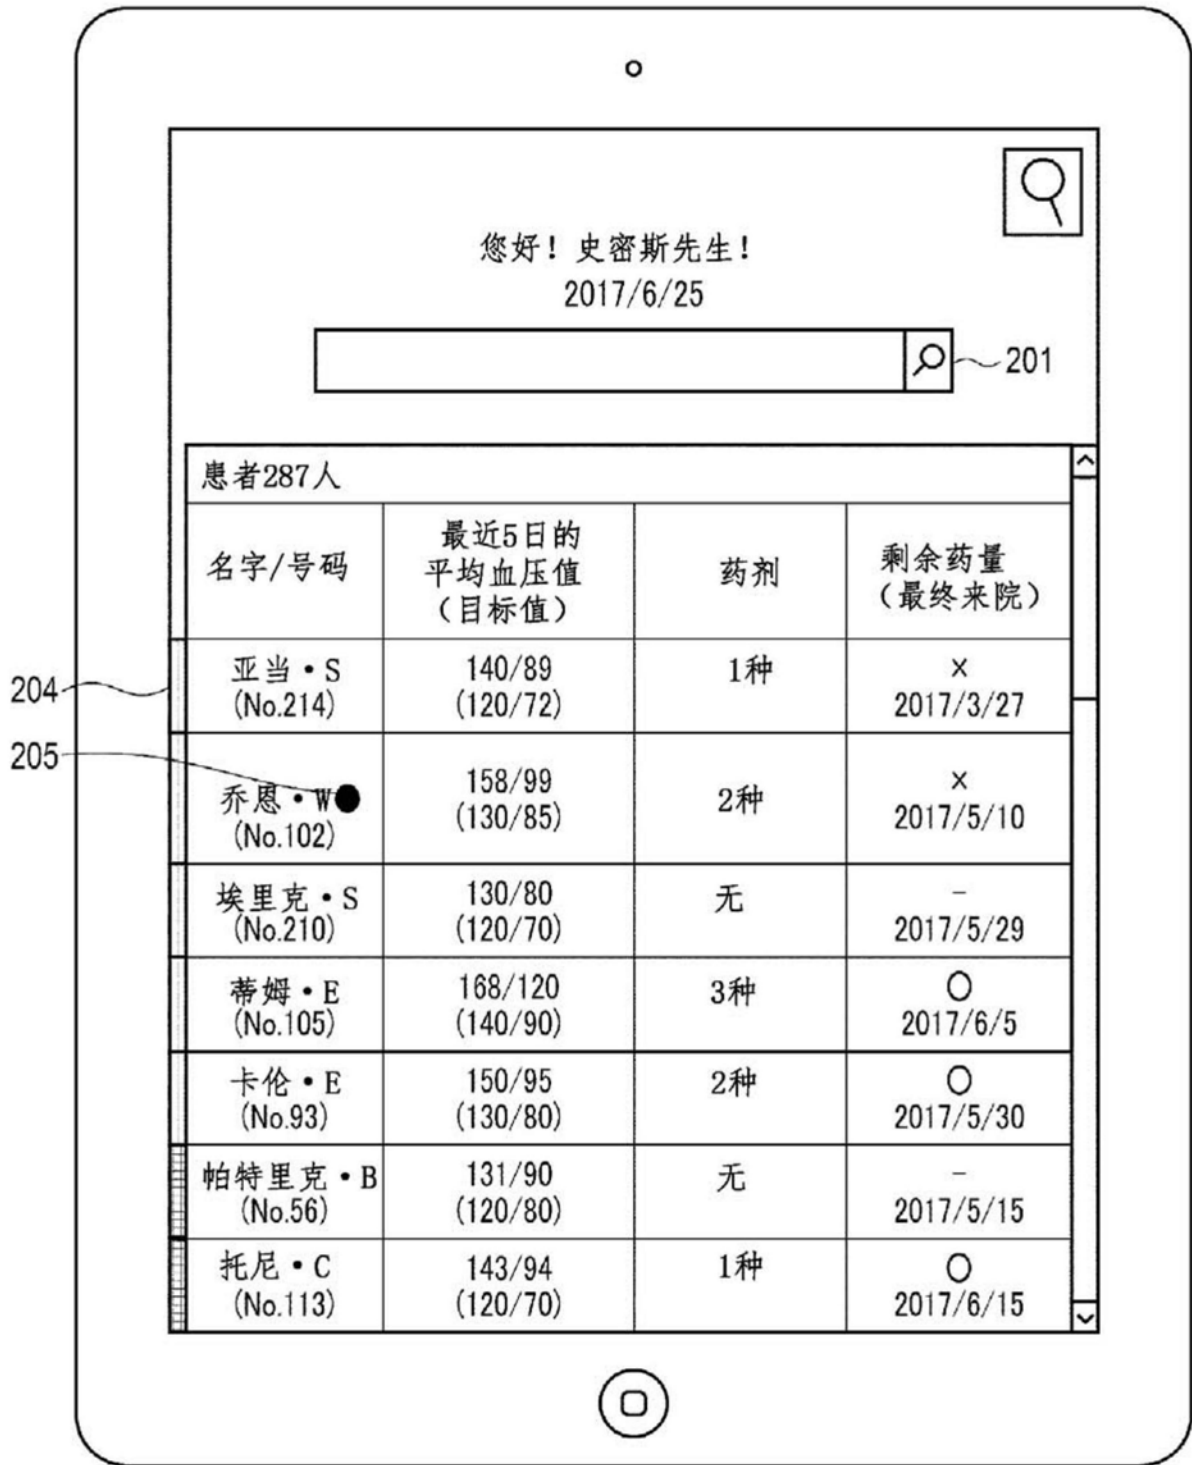 您好！史密斯先生！
2017/6/25
201
患者287人
名字/号码
最近5日的
平均血压值
（目标值）
药剂
剩余药量
（最终来院）
204
亚当·S
(No.214)
140/89
(120/72)
1种
×
2017/3/27
205
乔恩·W
(No.102)
158/99
(130/85)
2种
×
2017/5/10
埃里克·S
(No.210)
130/80
(120/70)
无
-
2017/5/29
蒂姆·E
(No.105)
168/120
(140/90)
3种
○
2017/6/5
卡伦·E
(No.93)
150/95
(130/80)
2种
○
2017/5/30
帕特里克·B
(No.56)
131/90
(120/80)
无
-
2017/5/15
托尼·C
(No.113)
143/94
(120/70)
1种
○
2017/6/15